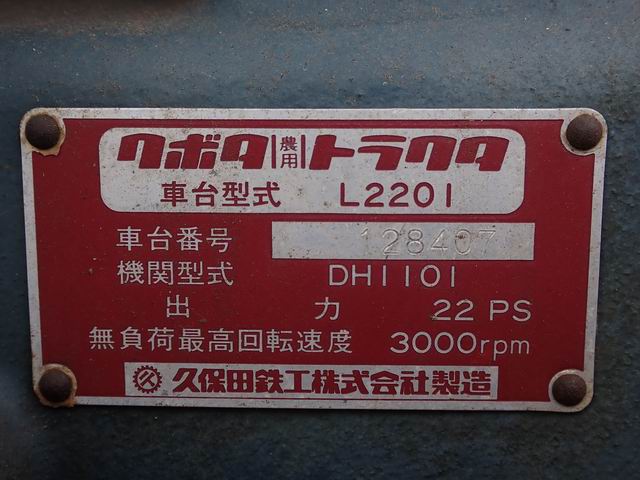 クボタ農用トラクタ
車台型式 L2201
車台番号 128407
機関型式 DH1101
出力 22 PS
無負荷最高回転速度 3000rpm
久保田鉄工株式会社製造